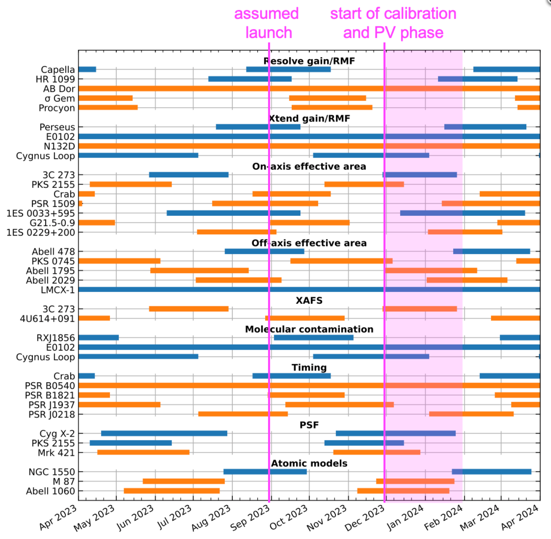 assumed
launch
start of calibration
and PV phase
Resolve gain/RMF
Capella
HR 1099
AB Dor
σ Gem
Procyon
Xtend gain/RMF
Perseus
E0102
N132D
Cygnus Loop
On-axis effective area
3C 273
PKS 2155
Crab
PSR 1509
1ES 0033+595
G21.5-0.9
1ES 0229+200
Off-axis effective area
Abell 478
PKS 0745
Abell 1795
Abell 2029
LMCX-1
XAFS
3C 273
4U614+091
Molecular contamination
RXJ1856
E0102
Cygnus Loop
Timing
Crab
PSR B0540
PSR B1821
PSR J1937
PSR J0218
PSF
Cyg X-2
PKS 2155
Mrk 421
Atomic models
NGC 1550
M 87
Abell 1060
Apr 2023
May 2023
Jun 2023
Jul 2023
Aug 2023
Sep 2023
Oct 2023
Nov 2023
Dec 2023
Jan 2024
Feb 2024
Mar 2024
Apr 2024